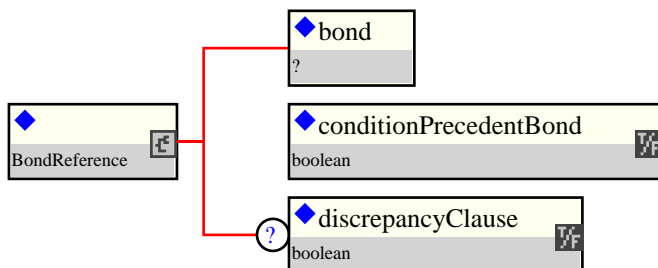 bond
?
conditionPrecedentBond
T/F
boolean
BondReference
discrepancyClause
?
T/F
boolean